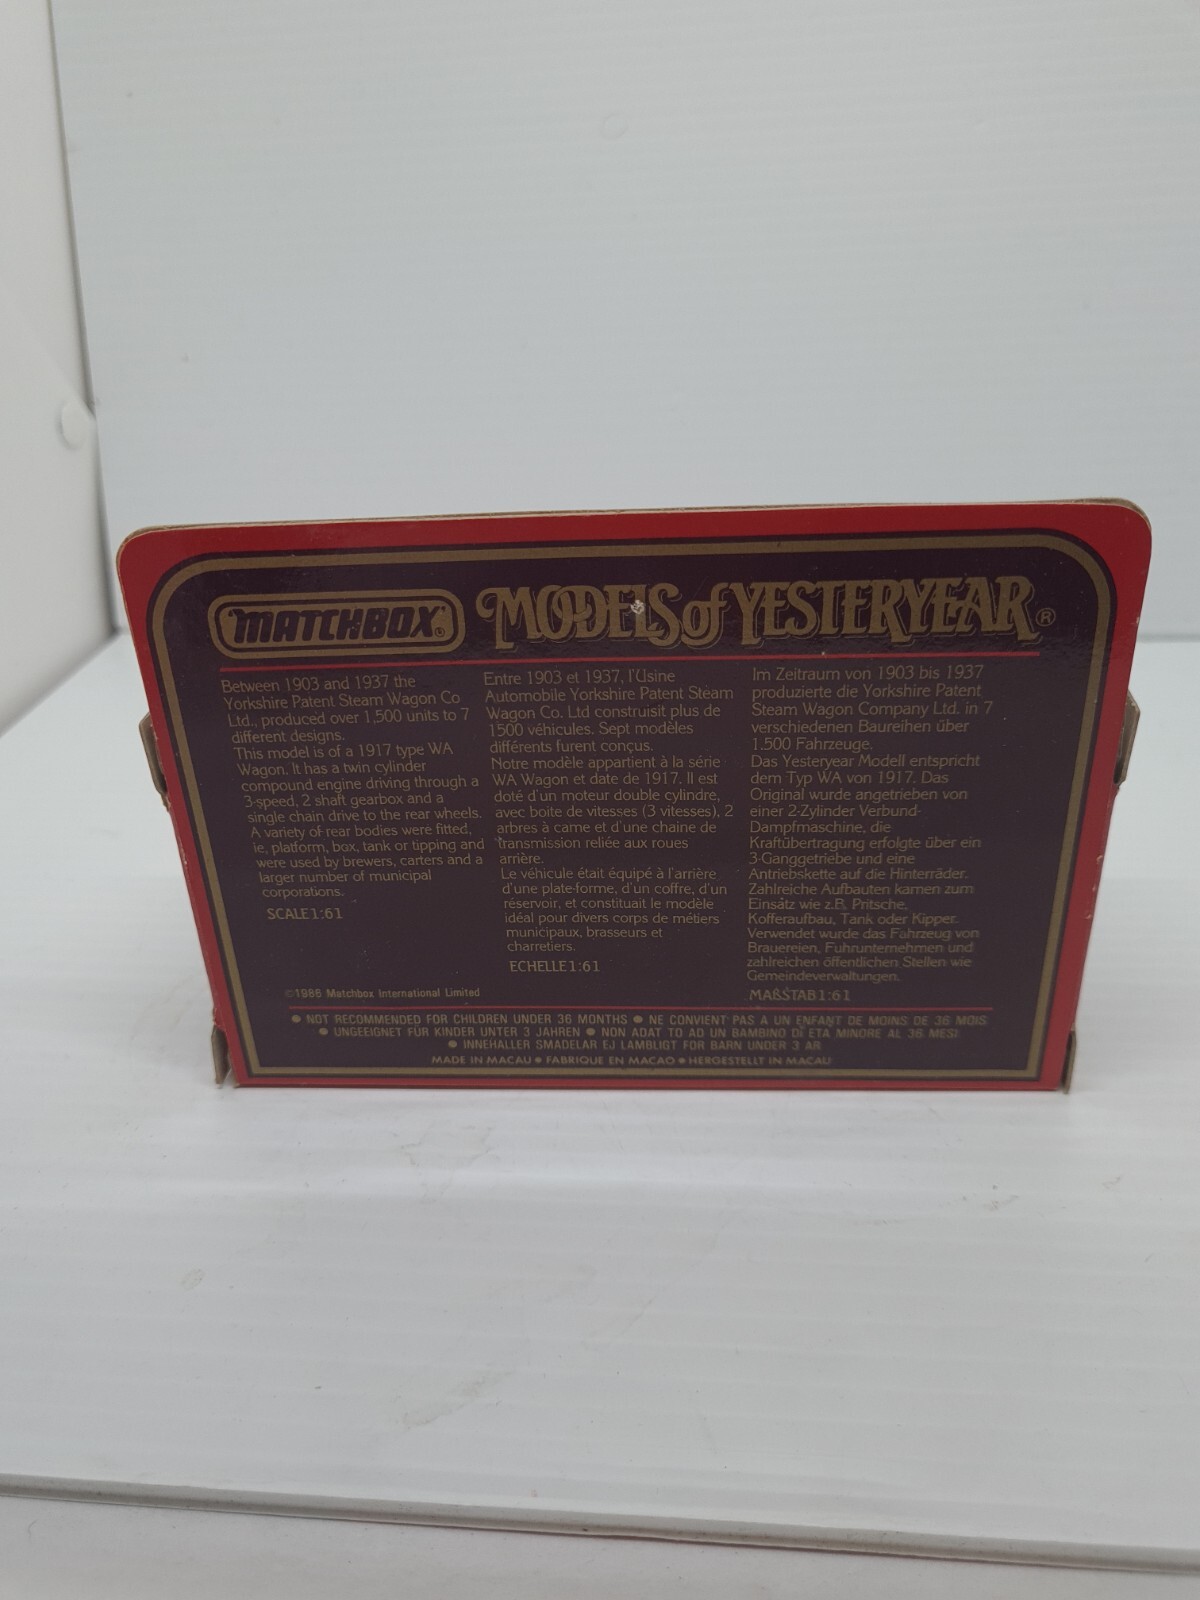 MATCHBOX®
MODELS of YESTERYEAR®
Between 1903 and 1937 the
Yorkshire Patent Steam Wagon Co
Ltd., produced over 1,500 units to 7
different designs.
This model is of a 1917 type WA
Wagon. It has a twin cylinder
compound engine driving through a
3-speed, 2 shaft gearbox and a
single chain drive to the rear wheels.
A variety of rear bodies were fitted,
ie, platform, box, tank or tipping and
were used by brewers, carters and a
larger number of municipal
corporations.
SCALE 1:61
©1986 Matchbox International Limited
Entre 1903 et 1937, l'Usine
Automobile Yorkshire Patent Steam
Wagon Co. Ltd construisit plus de
1500 véhicules. Sept modèles
différents furent conçus.
Notre modèle appartient à la série
WA Wagon et date de 1917. Il est
doté d'un moteur double cylindre,
avec boite de vitesses (3 vitesses), 2
arbres à came et d'une chaine de
transmission reliée aux roues
arrière.
Le véhicule était équipé à l'arrière
d'une plate-forme, d'un coffre, d'un
réservoir, et constituait le modèle
idéal pour divers corps de métiers
municipaux, brasseurs et
charretiers.
ECHELLE 1:61
Im Zeitraum von 1903 bis 1937
produzierte die Yorkshire Patent
Steam Wagon Company Ltd. in 7
verschiedenen Baureihen über
1.500 Fahrzeuge.
Das Yesteryear Modell entspricht
dem Typ WA von 1917. Das
Original wurde angetrieben von
einer 2-Zylinder Verbund-
Dampfmaschine, die
Kraftübertragung erfolgte über ein
3-Ganggetriebe und eine
Antriebskette auf die Hinterräder.
Zahlreiche Aufbauten kamen zum
Einsatz wie z.B. Pritsche,
Kofferaufbau, Tank oder Kipper.
Verwendet wurde das Fahrzeug von
Brauereien, Fuhrunternehmen und
zahlreichen öffentlichen Stellen wie
Gemeindeverwaltungen.
MAßSTAB 1:61
● NOT RECOMMENDED FOR CHILDREN UNDER 36 MONTHS ● NE CONVIENT PAS A UN ENFANT DE MOINS DE 36 MOIS
● UNGEEIGNET FUR KINDER UNTER 3 JAHREN ● NON ADAT TO AD UN BAMBINO DI ETA MINORE AL 36 MESI
● INNEHALLER SMADELAR EJ LAMBLIGT FOR BARN UNDER 3 AR
MADE IN MACAU ● FABRIQUE EN MACAO ● HERGESTELLT IN MACAU